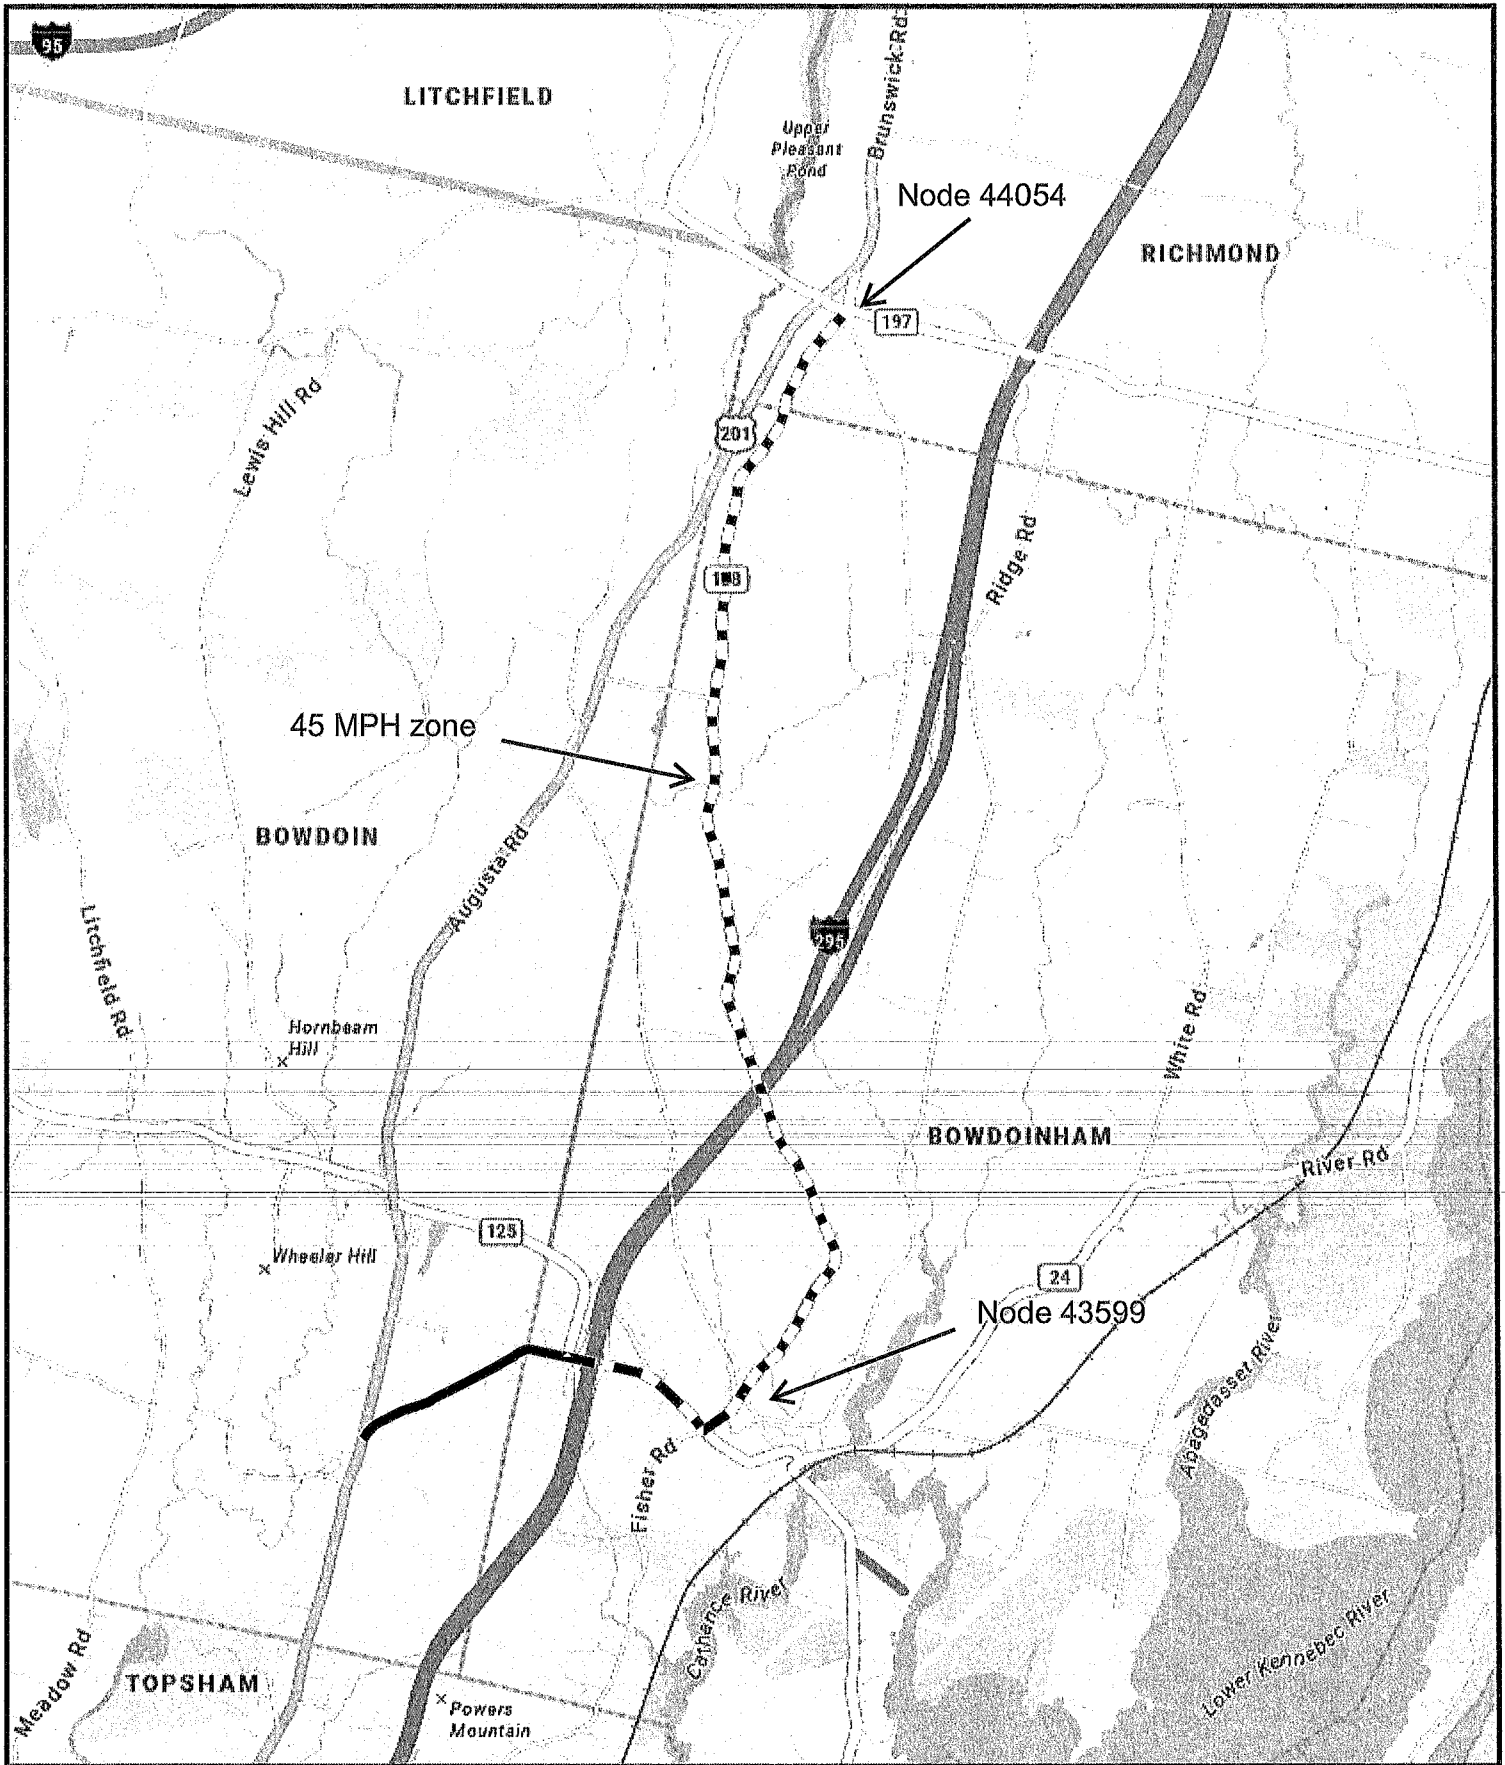 95
LITCHFIELD
Brunswick Rd
Upper
Pleasant
Pond
Node 44054
RICHMOND
197
Lewis Hill Rd
201
Ridge Rd
45 MPH zone
BOWDOIN
Augusta Rd
295
Litchfield Rd
Hornbeam
Hill
White Rd
BOWDOINHAM
River Rd
125
Wheeler Hill
24
Node 43599
Abagadasset River
Fisher Rd
Cathance River
Lower Kennebec River
Meadow Rd
TOPSHAM
Powers
Mountain